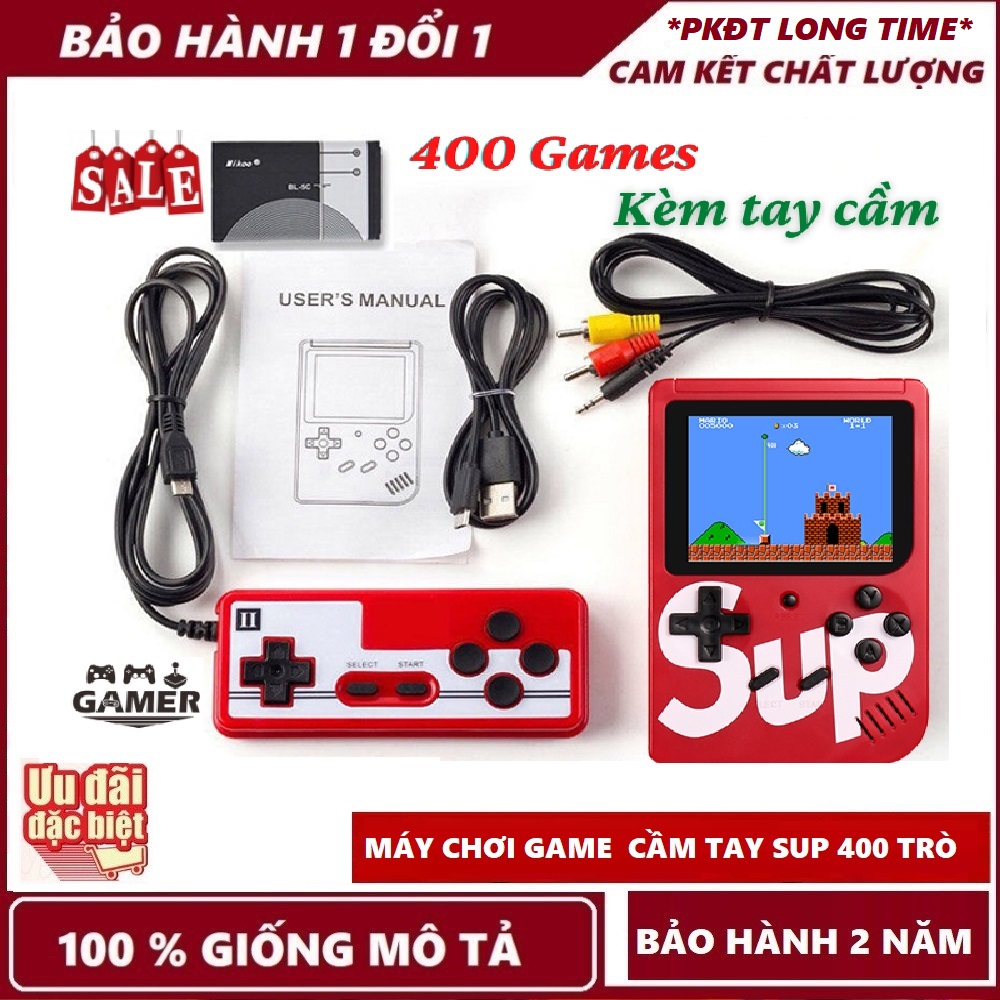 BẢO HÀNH 1 ĐỔI 1
*PKĐT LONG TIME*
CAM KẾT CHẤT LƯỢNG
SALE
400 Games
Kèm tay cầm
BL-5C
USER'S MANUAL
MARIO
005000
x03
WORLD
1-1
II
SELECT
START
Sup
Y
A
GAMER
Ưu đãi
đặc biệt
MÁY CHƠI GAME CẦM TAY SUP 400 TRÒ
100 % GIỐNG MÔ TẢ
BẢO HÀNH 2 NĂM